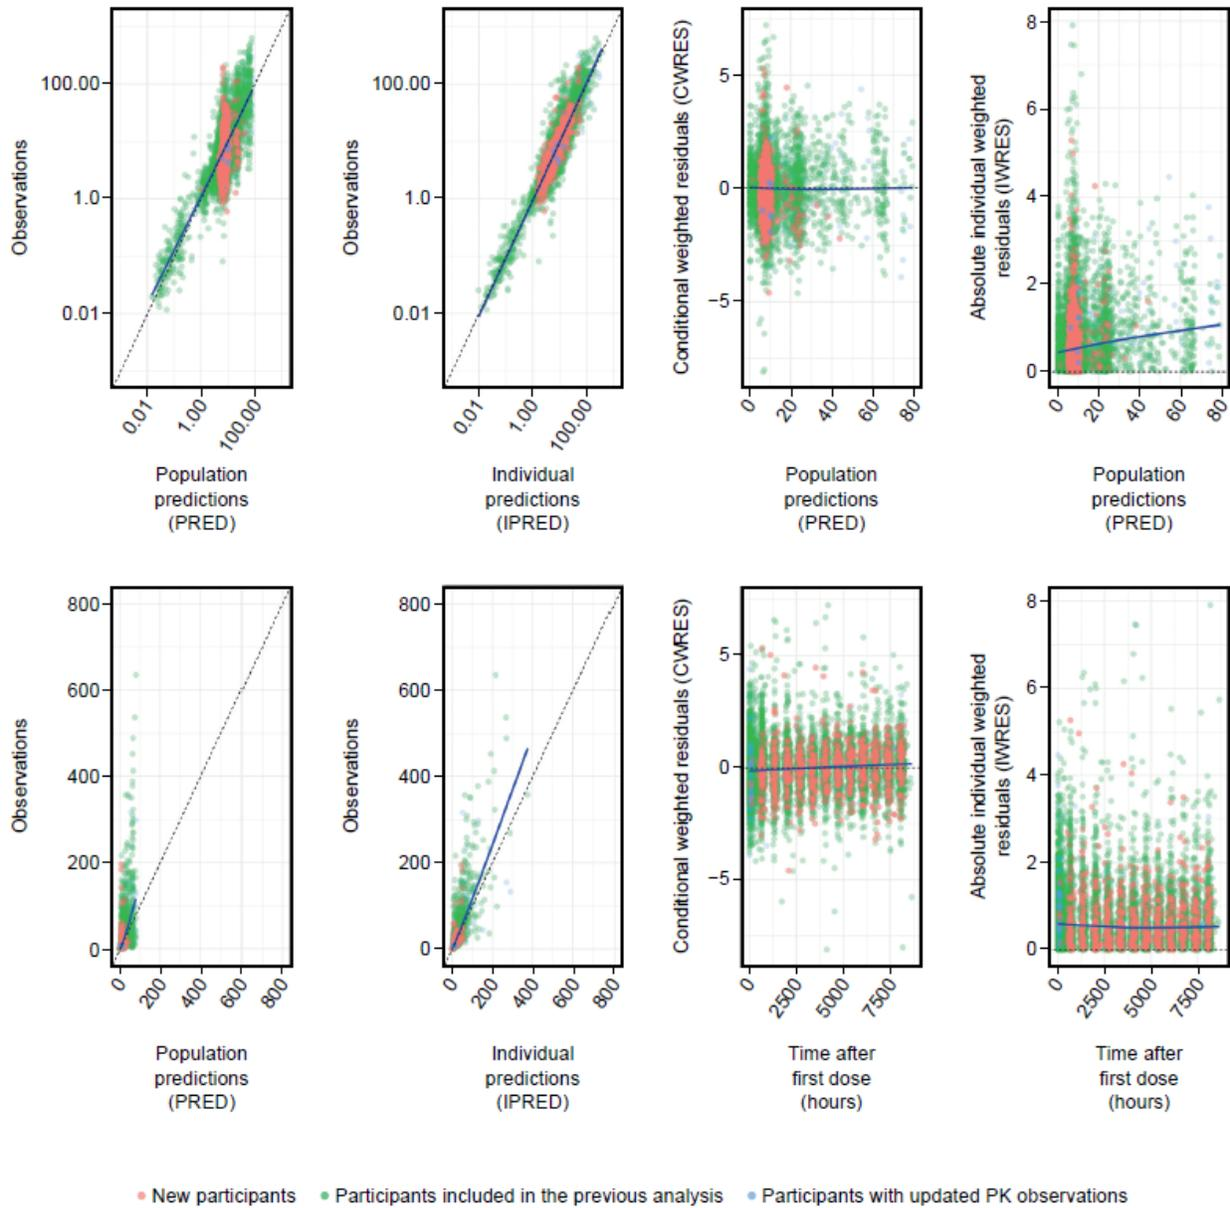 Observations
100.00
1.0
0.01
0.01
1.00
100.00
Population
predictions
(PRED)
Observations
100.00
1.0
0.01
0.01
1.00
100.00
Individual
predictions
(IPRED)
Conditional weighted residuals (CWRES)
5
0
−5
0
20
40
60
80
Population
predictions
(PRED)
Absolute individual weighted
residuals (IWRES)
8
6
4
2
0
0
20
40
60
80
Population
predictions
(PRED)
Observations
800
600
400
200
0
0
200
400
600
800
Population
predictions
(PRED)
Observations
800
600
400
200
0
0
200
400
600
800
Individual
predictions
(IPRED)
Conditional weighted residuals (CWRES)
5
0
−5
0
2500
5000
7500
Time after
first dose
(hours)
Absolute individual weighted
residuals (IWRES)
8
6
4
2
0
0
2500
5000
7500
Time after
first dose
(hours)
New participants
Participants included in the previous analysis
Participants with updated PK observations